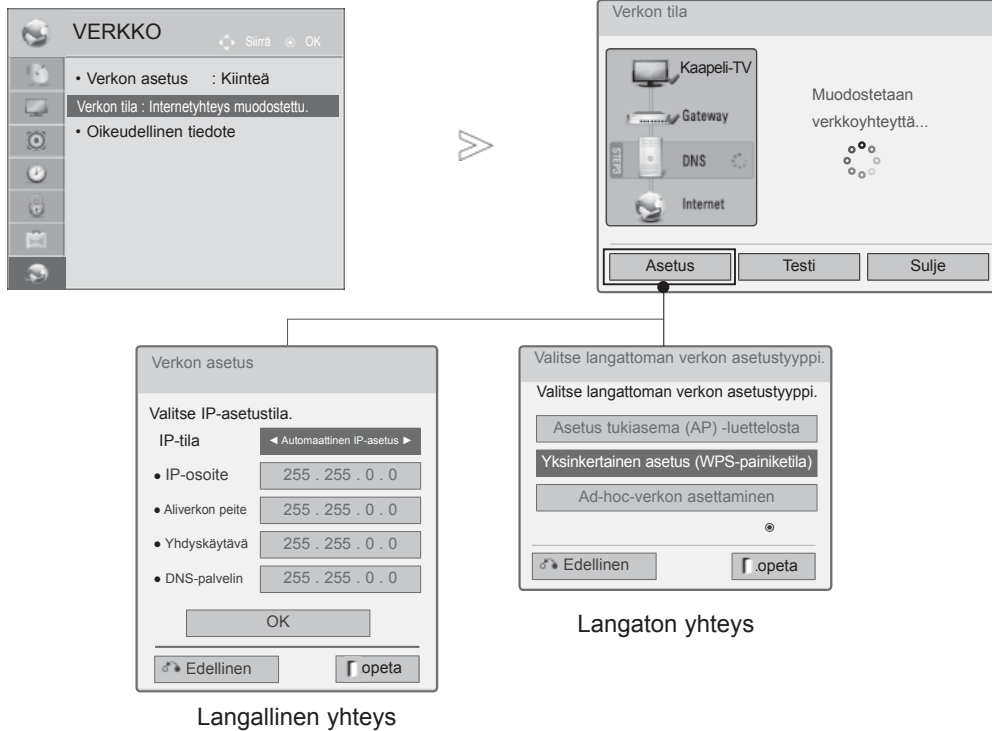 VERKKO
Siirrä OK
• Verkon asetus : Kiinteä
Verkon tila : Internetyhteys muodostettu.
• Oikeudellinen tiedote
Verkon tila
Kaapeli-TV
Gateway
STEP3
DNS
Internet
Muodostetaan
verkkoyhteyttä...
Asetus
Testi
Sulje
Verkon asetus
Valitse IP-asetustila.
IP-tila ◄ Automaattinen IP-asetus ►
● IP-osoite 255 . 255 . 0 . 0
● Aliverkon peite 255 . 255 . 0 . 0
● Yhdyskäytävä 255 . 255 . 0 . 0
● DNS-palvelin 255 . 255 . 0 . 0
OK
Edellinen
opeta
Langallinen yhteys
Valitse langattoman verkon asetustyyppi.
Valitse langattoman verkon asetustyyppi.
Asetus tukiasema (AP) -luettelosta
Yksinkertainen asetus (WPS-painiketila)
Ad-hoc-verkon asettaminen
Edellinen
.opeta
Langaton yhteys